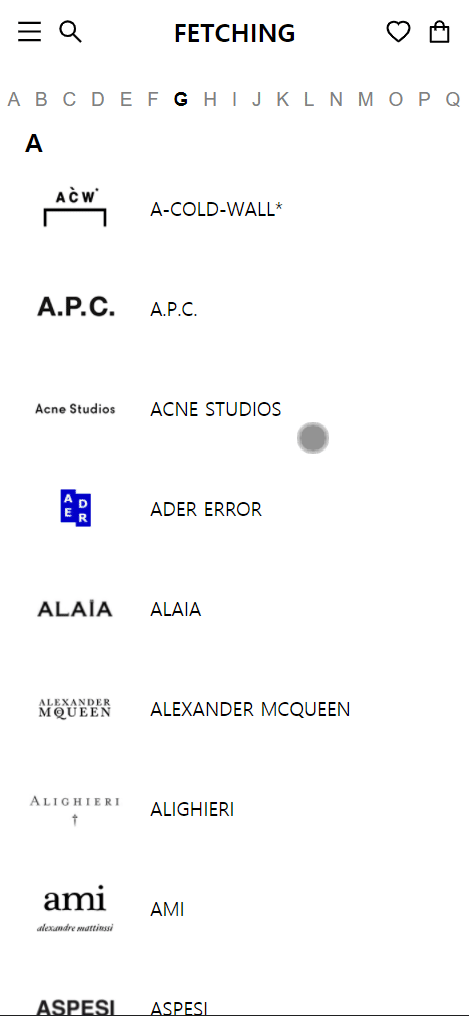 FETCHING
A B C D E F G H I J K L N M O P Q
A
A-COLD-WALL*
ACW*
A.P.C. A.P.C.
Acne Studios ACNE STUDIOS
A D E R ADER ERROR
ALAÏA ALAIA
ALEXANDER
MCQUEEN ALEXANDER MCQUEEN
ALIGHIERI ALIGHIERI
ami
alexandre mattiussi AMI
ASPESI ASPESI